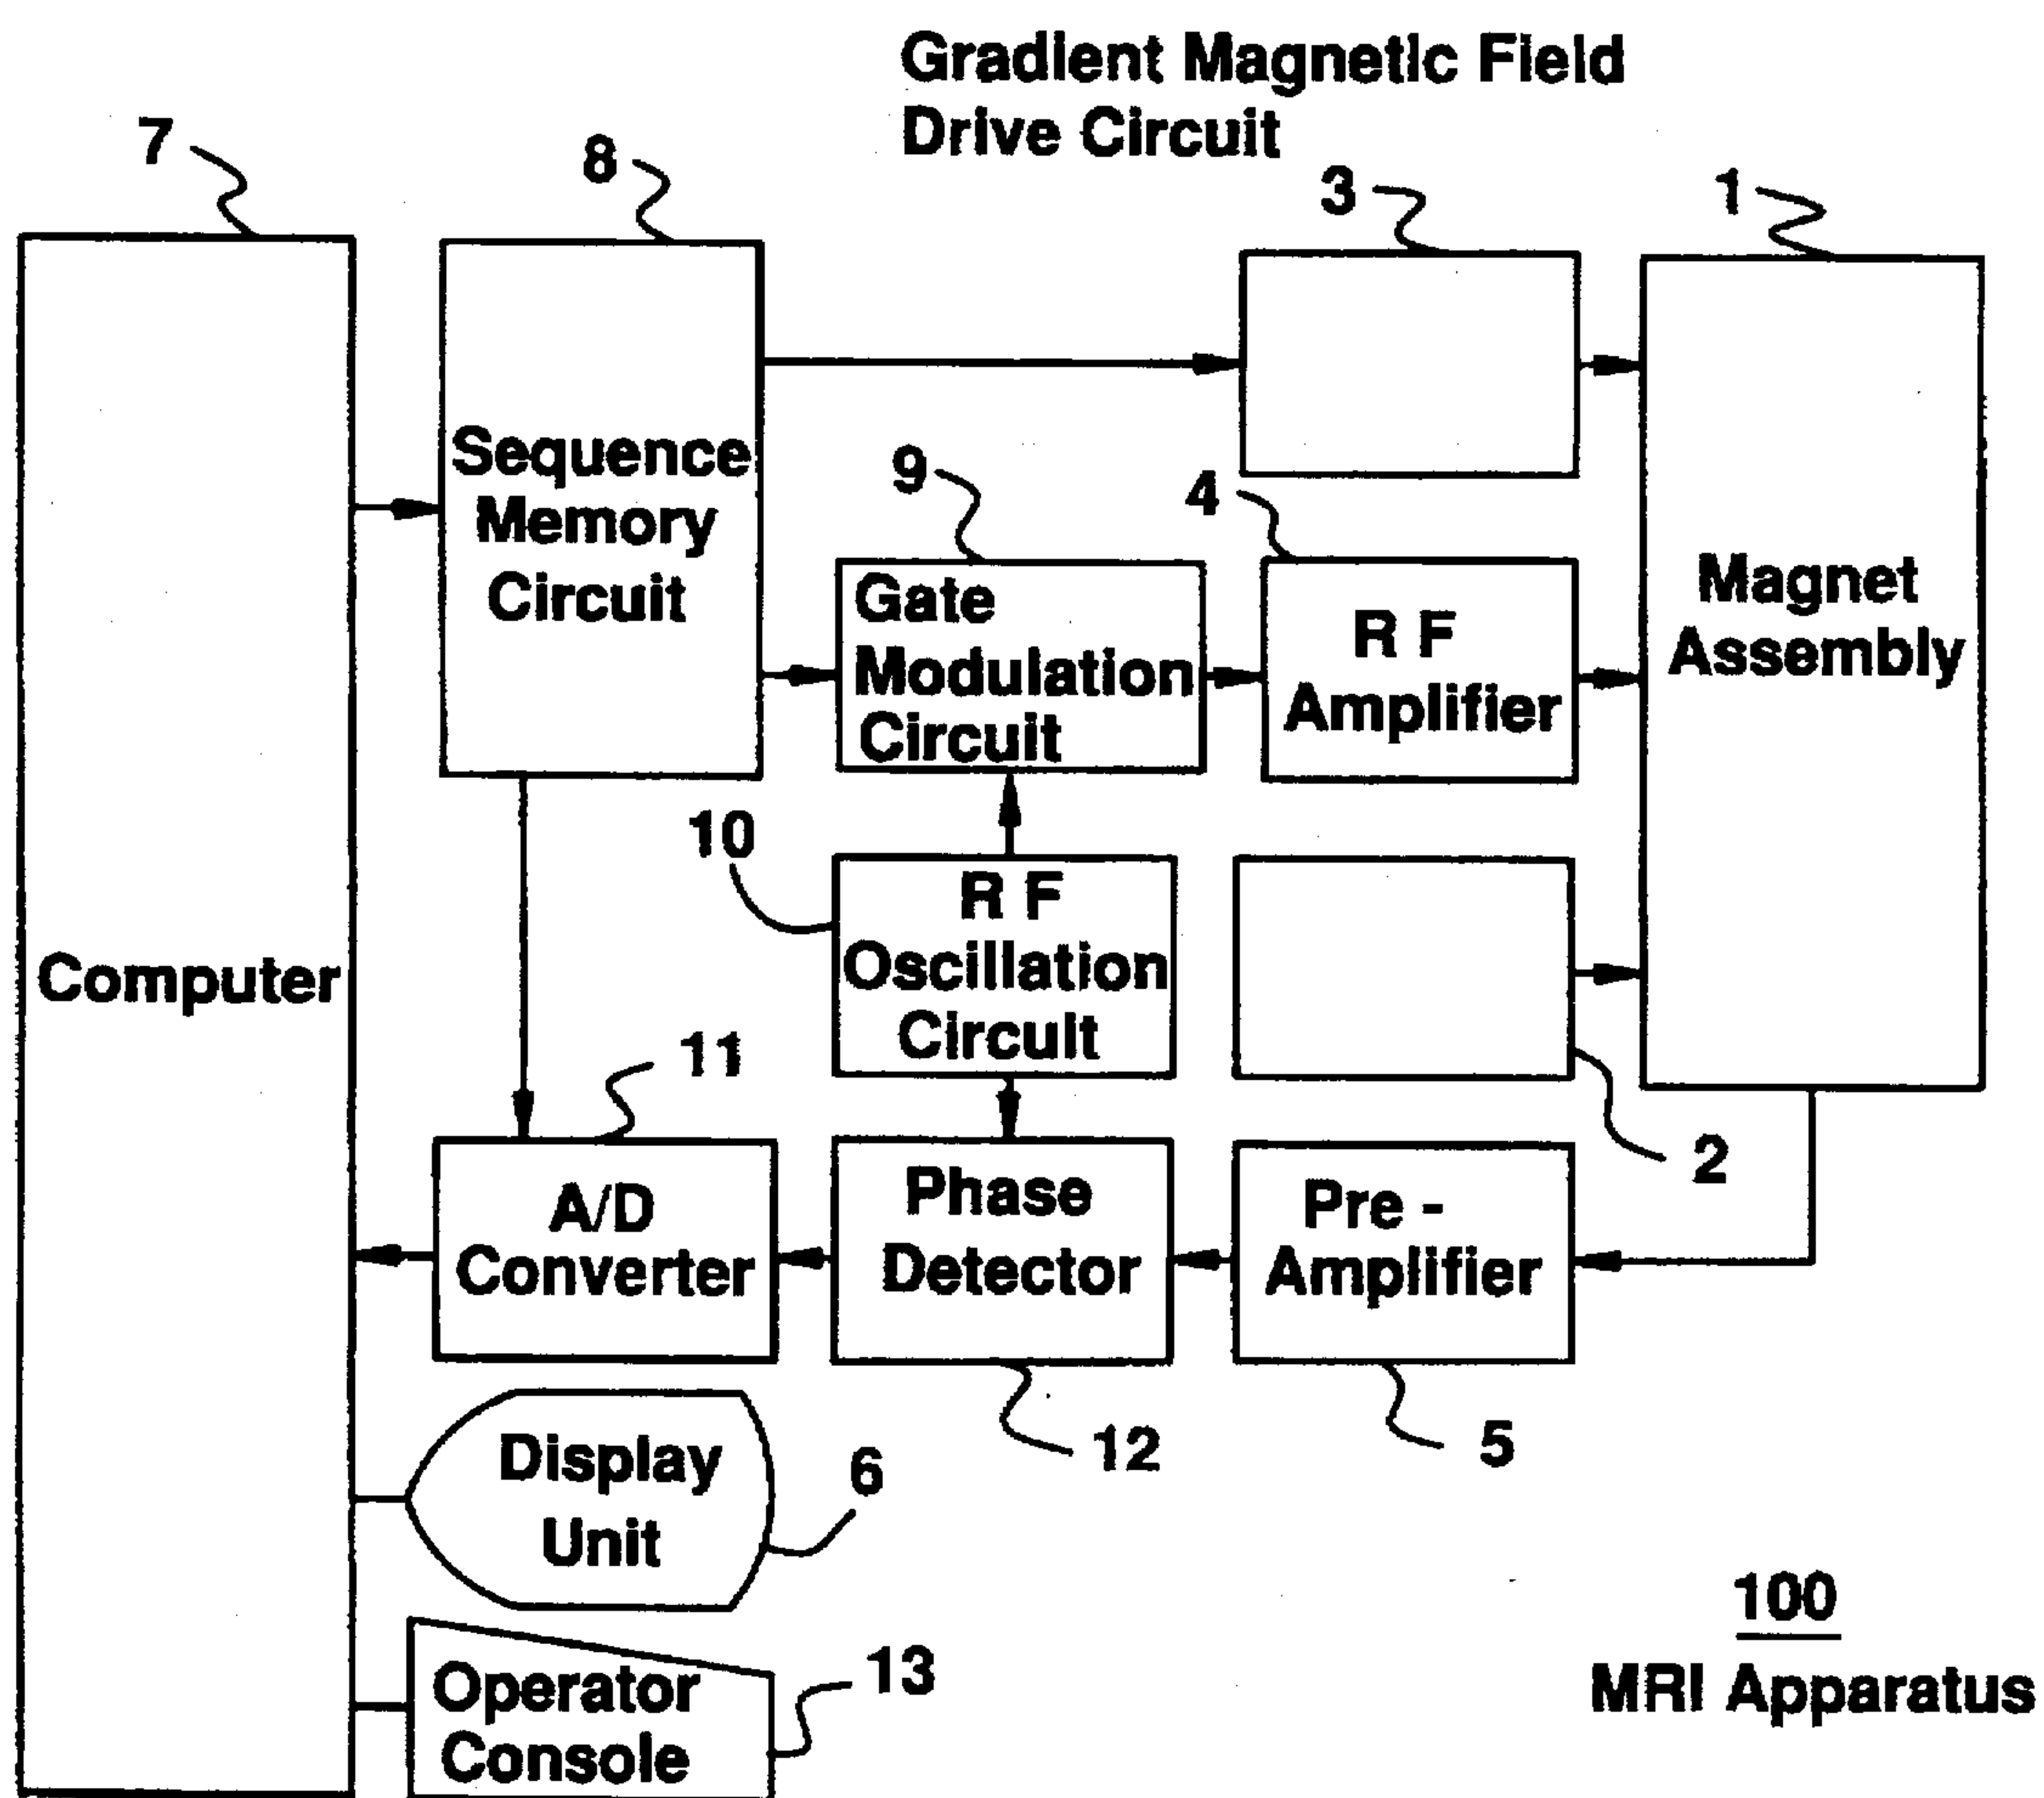 Gradient Magnetic Field
Drive Circuit
7
8
3
1
Sequence
Memory
Circuit
9
4
Gate
Modulation
Circuit
R F
Amplifier
Magnet
Assembly
10
R F
Oscillation
Circuit
Computer
11
2
A/D
Converter
Phase
Detector
Pre -
Amplifier
12
5
Display
Unit
6
100
MRI Apparatus
Operator
Console
13